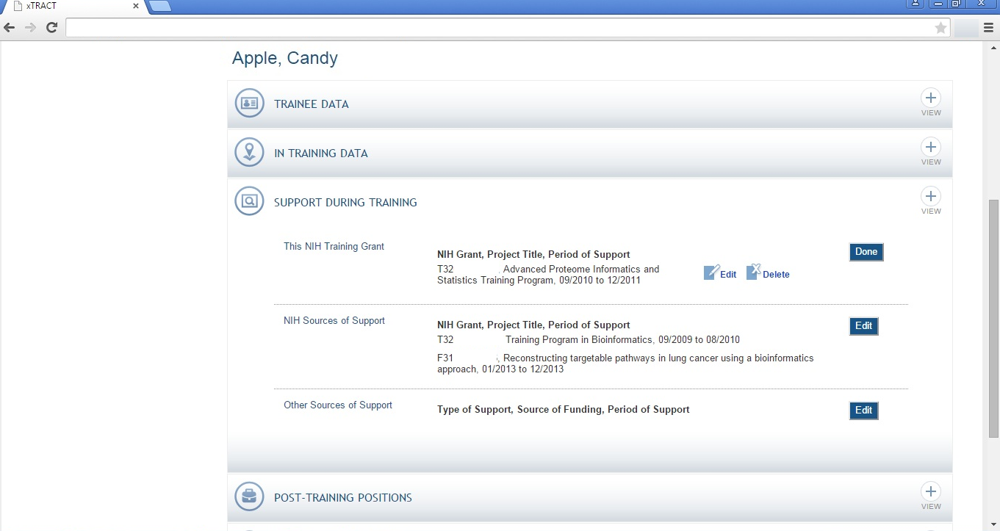 xTRACT
Apple, Candy
TRAINEE DATA
VIEW
IN TRAINING DATA
VIEW
SUPPORT DURING TRAINING
VIEW
This NIH Training Grant
NIH Grant, Project Title, Period of Support
Done
T32 , Advanced Proteome Informatics and
Statistics Training Program, 09/2010 to 12/2011
Edit
Delete
NIH Sources of Support
NIH Grant, Project Title, Period of Support
Edit
T32 Training Program in Bioinformatics, 09/2009 to 08/2010
F31 , Reconstructing targetable pathways in lung cancer using a bioinformatics
approach, 01/2013 to 12/2013
Other Sources of Support
Type of Support, Source of Funding, Period of Support
Edit
POST-TRAINING POSITIONS
VIEW